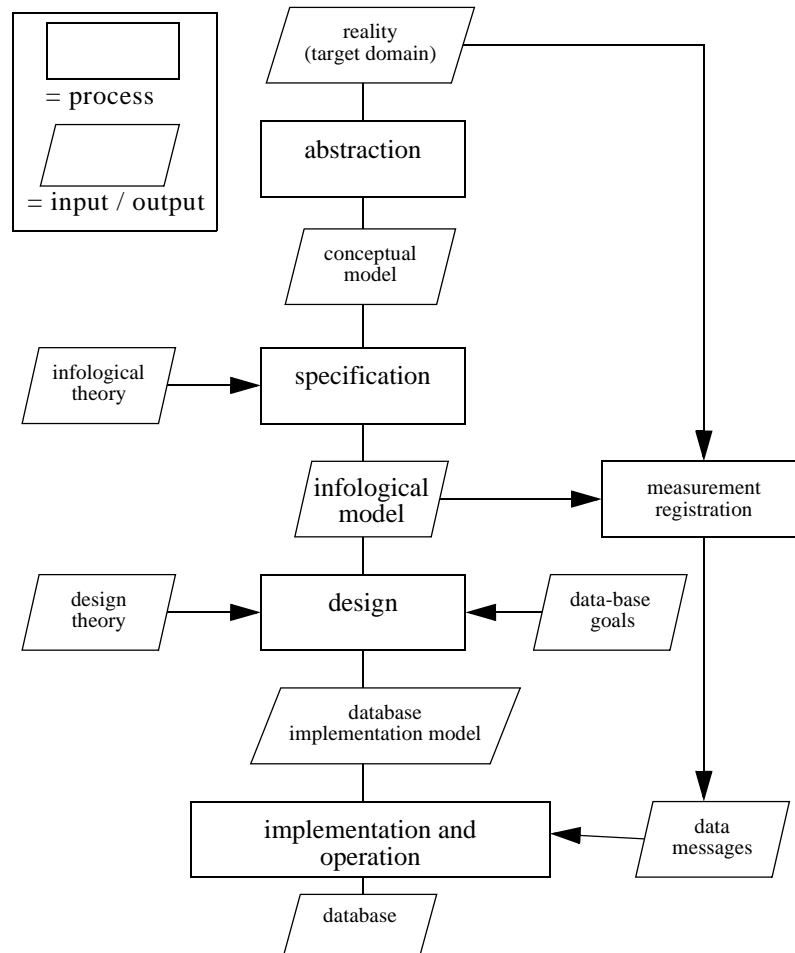 = process
= input / output
reality
(target domain)
abstraction
conceptual
model
infological
theory
specification
infological
model
measurement
registration
design
theory
design
data-base
goals
database
implementation model
implementation and
operation
data
messages
database